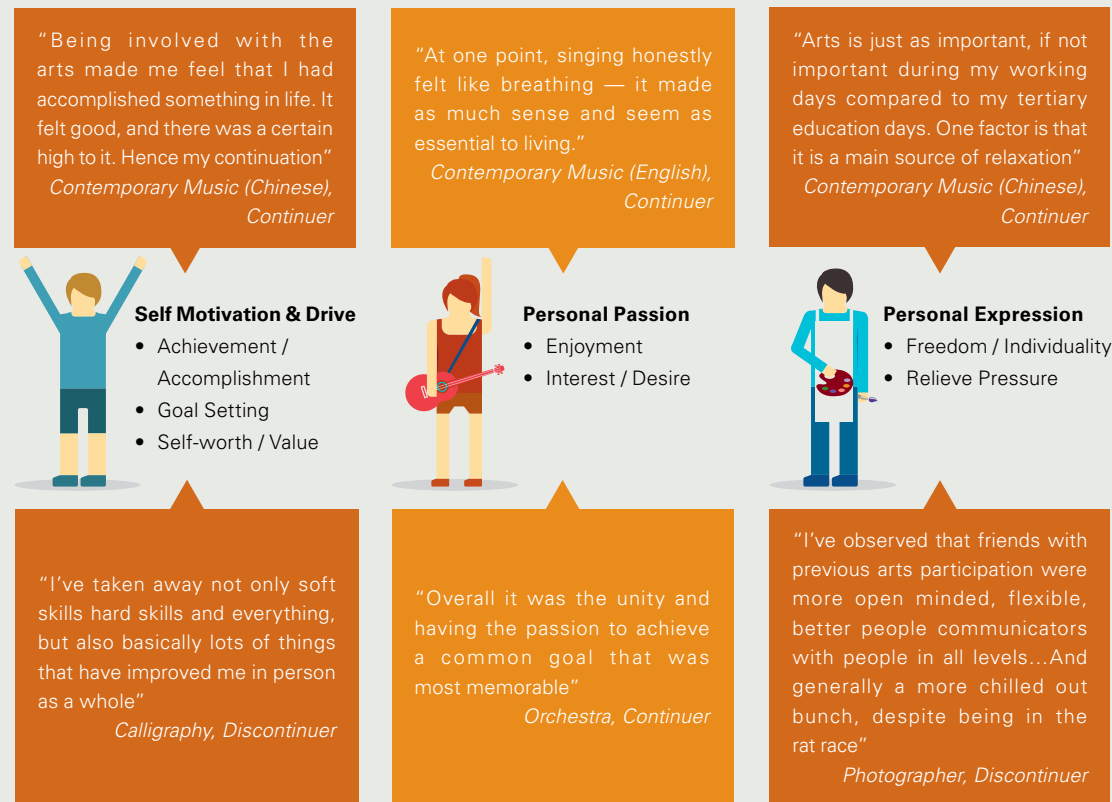 “Being involved with the
arts made me feel that I had
accomplished something in life. It
felt good, and there was a certain
high to it. Hence my continuation”
Contemporary Music (Chinese),
Continuer
“At one point, singing honestly
felt like breathing — it made
as much sense and seem as
essential to living.”
Contemporary Music (English),
Continuer
“Arts is just as important, if not
important during my working
days compared to my tertiary
education days. One factor is that
it is a main source of relaxation”
Contemporary Music (Chinese),
Continuer
Self Motivation & Drive
• Achievement /
Accomplishment
• Goal Setting
• Self-worth / Value
Personal Passion
• Enjoyment
• Interest / Desire
Personal Expression
• Freedom / Individuality
• Relieve Pressure
“I’ve taken away not only soft
skills hard skills and everything,
but also basically lots of things
that have improved me in person
as a whole”
Calligraphy, Discontinuer
“Overall it was the unity and
having the passion to achieve
a common goal that was
most memorable”
Orchestra, Continuer
“I’ve observed that friends with
previous arts participation were
more open minded, flexible,
better people communicators
with people in all levels…And
generally a more chilled out
bunch, despite being in the
rat race”
Photographer, Discontinuer